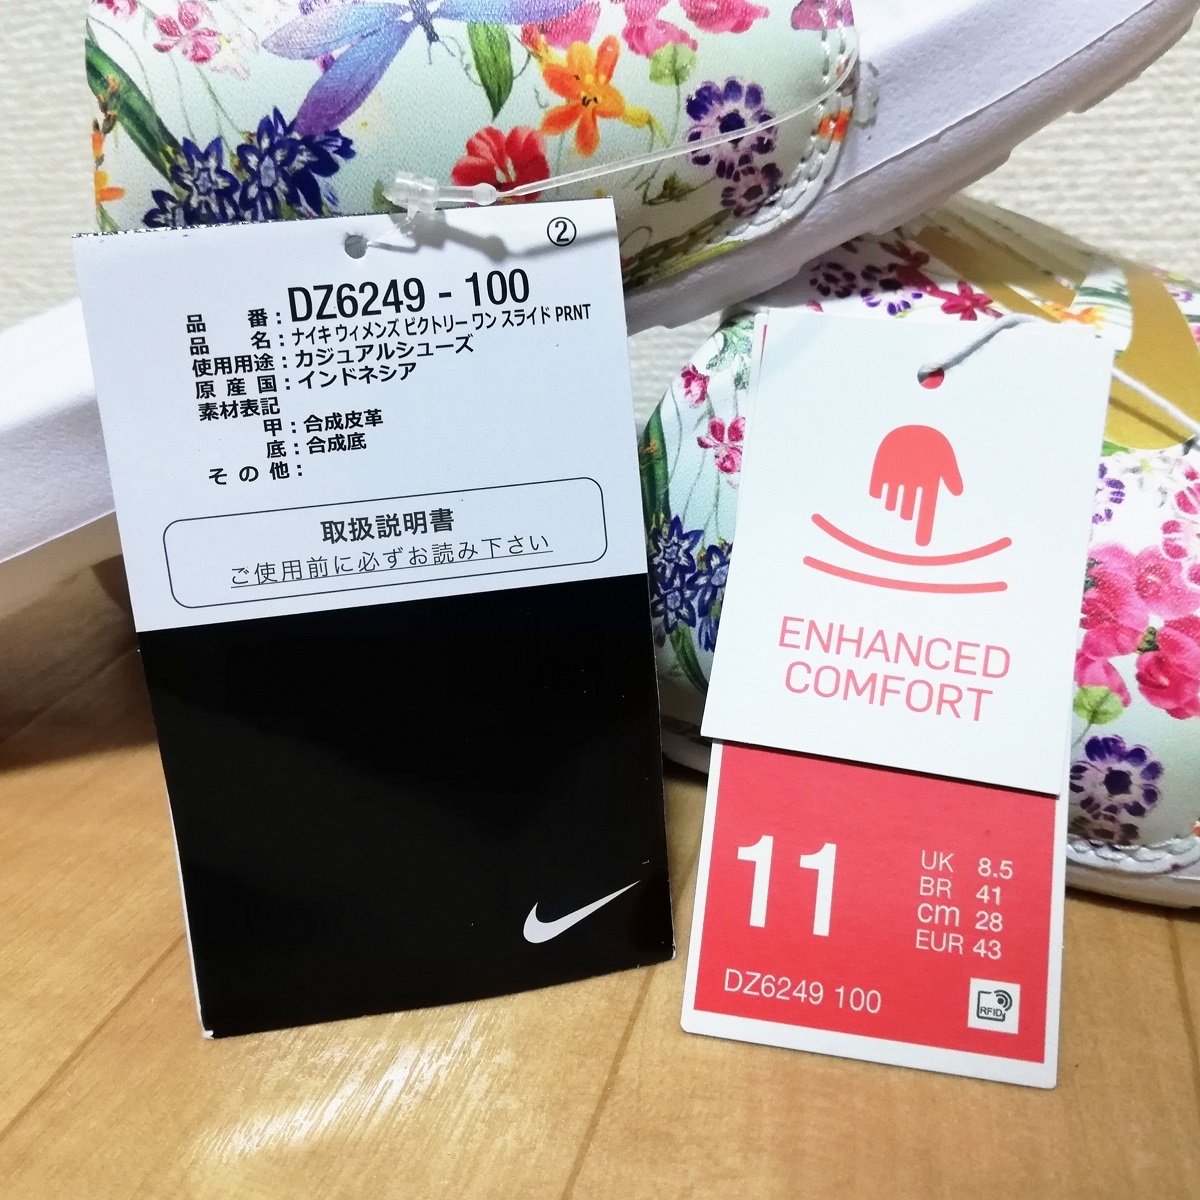 ②
品番：DZ6249 - 100
品名：ナイキ ウィメンズ ビクトリー ワン スライド PRNT
使用用途：カジュアルシューズ
原産国：インドネシア
素材表記
甲：合成皮革
底：合成底
その他：
取扱説明書
ご使用前に必ずお読み下さい
ENHANCED
COMFORT
11
UK 8.5
BR 41
cm 28
EUR 43
DZ6249 100
RFID